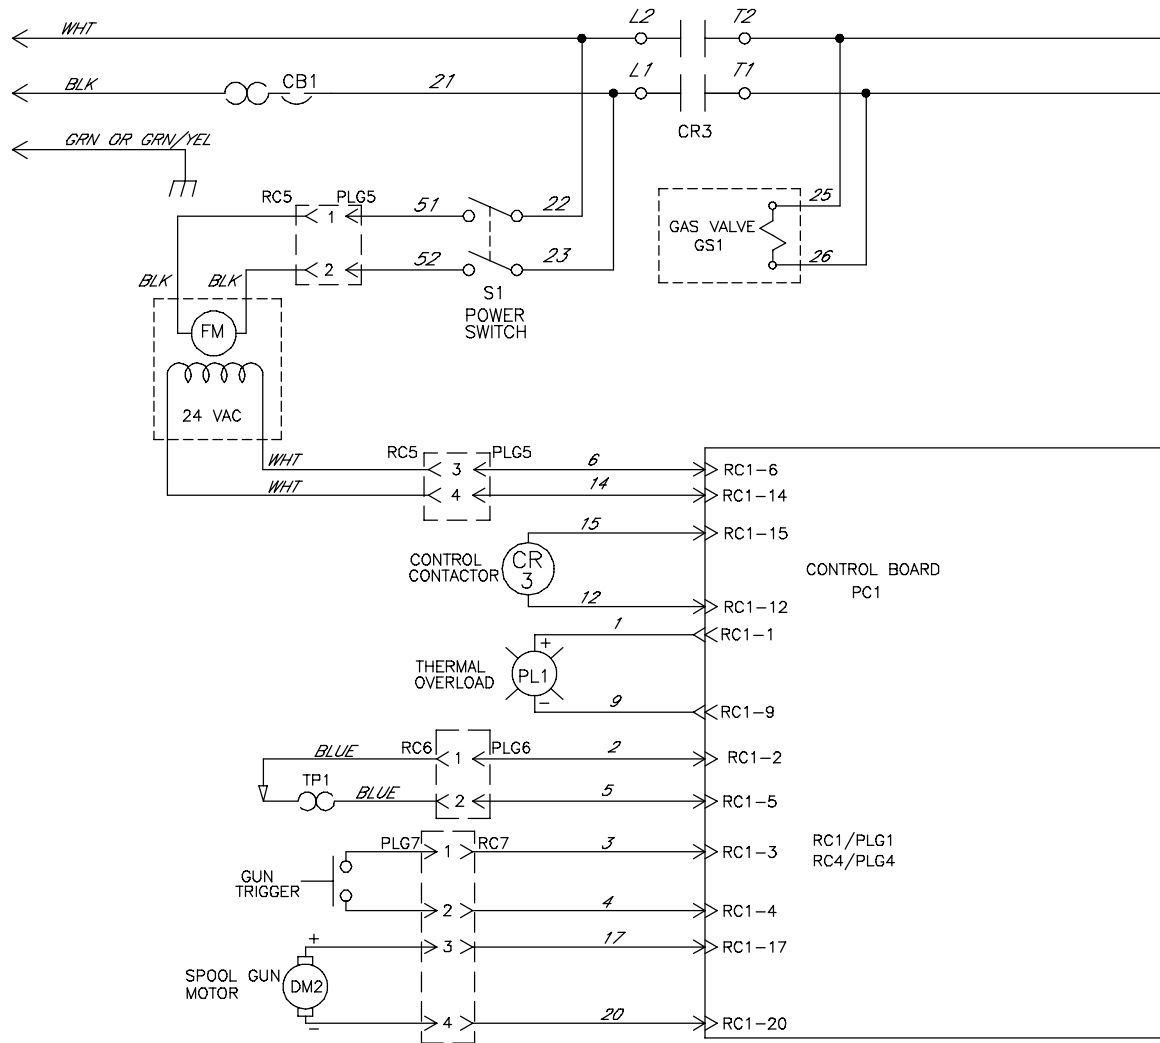 WHT
L2
T2
BLK
CB1
21
L1
T1
GRN OR GRN/YEL
CR3
RC5
PLG5
1
51
22
25
GAS VALVE
GS1
26
2
52
23
BLK
BLK
S1
POWER
SWITCH
FM
24 VAC
RC5
PLG5
WHT
3
6
RC1-6
WHT
4
14
RC1-14
15
RC1-15
CONTROL
CONTACTOR
CR
3
CONTROL BOARD
PC1
12
RC1-12
1
RC1-1
+
THERMAL
OVERLOAD
PL1
-
9
RC1-9
BLUE
RC6
1
PLG6
2
RC1-2
TP1
BLUE
2
5
RC1-5
PLG7
1
RC7
3
RC1-3
RC1/PLG1
RC4/PLG4
GUN
TRIGGER
2
4
RC1-4
+
3
17
RC1-17
SPOOL GUN
MOTOR
DM2
-
4
20
RC1-20